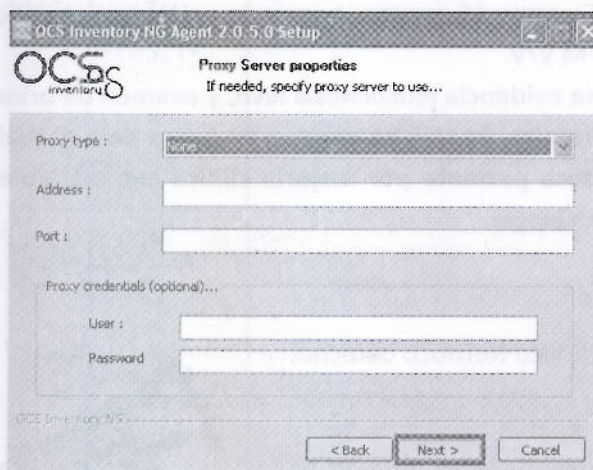 OCS Inventory NG Agent 2.0.5.0 Setup
OCS
inventory
Proxy Server properties
If needed, specify proxy server to use...
Proxy type :
None
Address :
Port :
Proxy credentials (optional)...
User :
Password
OCS Inventory NG
< Back
Next >
Cancel